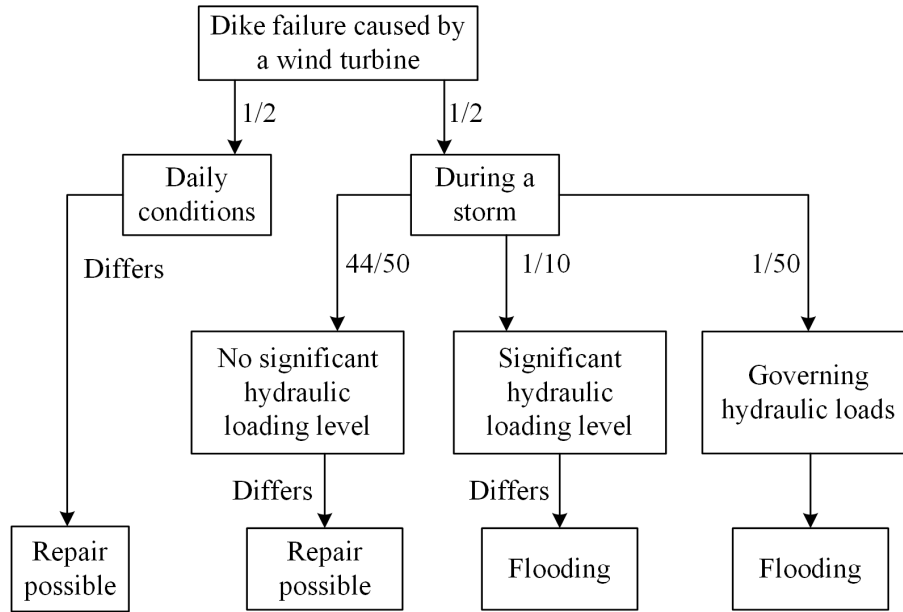 Dike failure caused by
a wind turbine
1/2
1/2
Daily
conditions
During a
storm
Differs
44/50
1/10
1/50
No significant
hydraulic
loading level
Significant
hydraulic
loading level
Governing
hydraulic loads
Differs
Differs
Repair
possible
Repair
possible
Flooding
Flooding